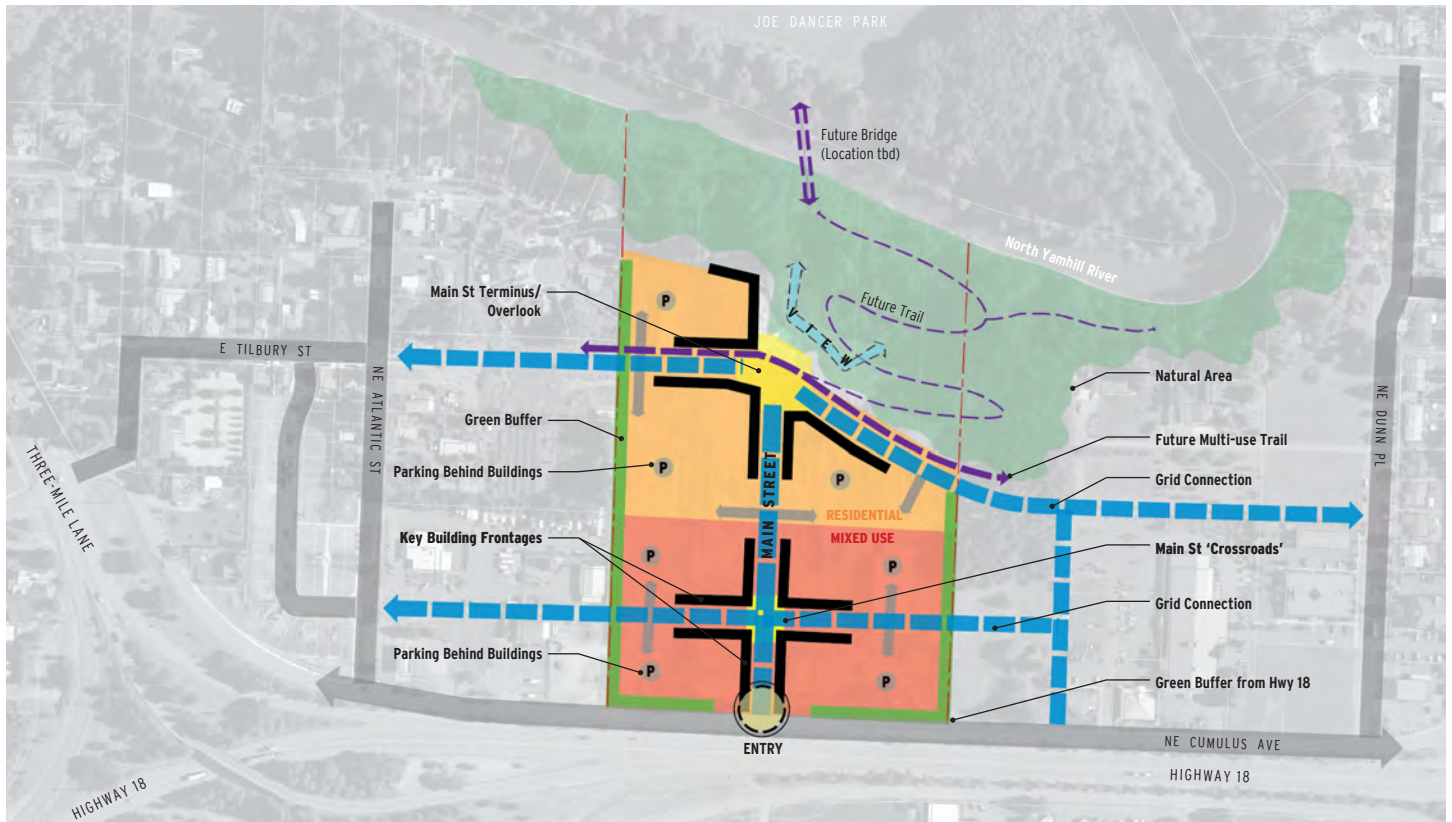 JOE DANCER PARK
Future Bridge
(Location tbd)
North Yamhill River
Main St Terminus/
Overlook
P
VIEW
Future Trail
E TILBURY ST
NE ATLANTIC ST
Natural Area
NE DUNN PL
Green Buffer
Future Multi-use Trail
THREE-MILE LANE
Parking Behind Buildings
P
P
Grid Connection
MAIN STREET
RESIDENTIAL
MIXED USE
Key Building Frontages
Main St ‘Crossroads’
P
P
Grid Connection
Parking Behind Buildings
P
P
Green Buffer from Hwy 18
ENTRY
NE CUMULUS AVE
HIGHWAY 18
HIGHWAY 18